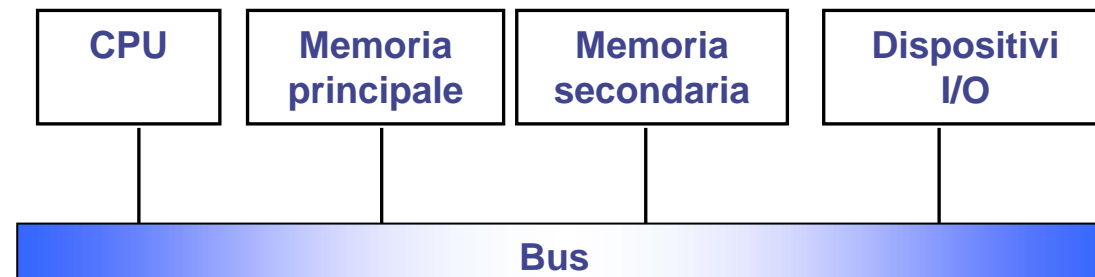 CPU
Memoria
principale
Memoria
secondaria
Dispositivi
I/O
Bus